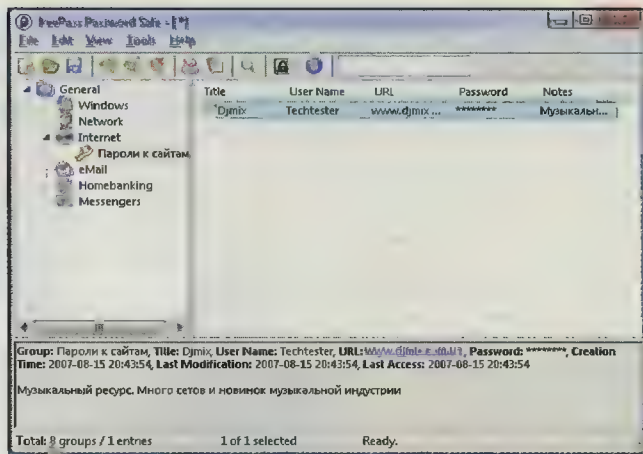 KeePass Password Safe - [*]
File Edit View Tools Help
General
Windows
Network
Internet
Пароли к сайтам
eMail
Homebanking
Messengers
Title User Name URL Password Notes
Djmix Techtester www.djmix ... ******** Музыкальн...
Group: Пароли к сайтам, Title: Djmix, User Name: Techtester, URL: Password: ********, Creation
Time: 2007-08-15 20:43:54, Last Modification: 2007-08-15 20:43:54, Last Access: 2007-08-15 20:43:54
Музыкальный ресурс. Много сетов и новинок музыкальной индустрии
Total: 8 groups / 1 entries 1 of 1 selected Ready.